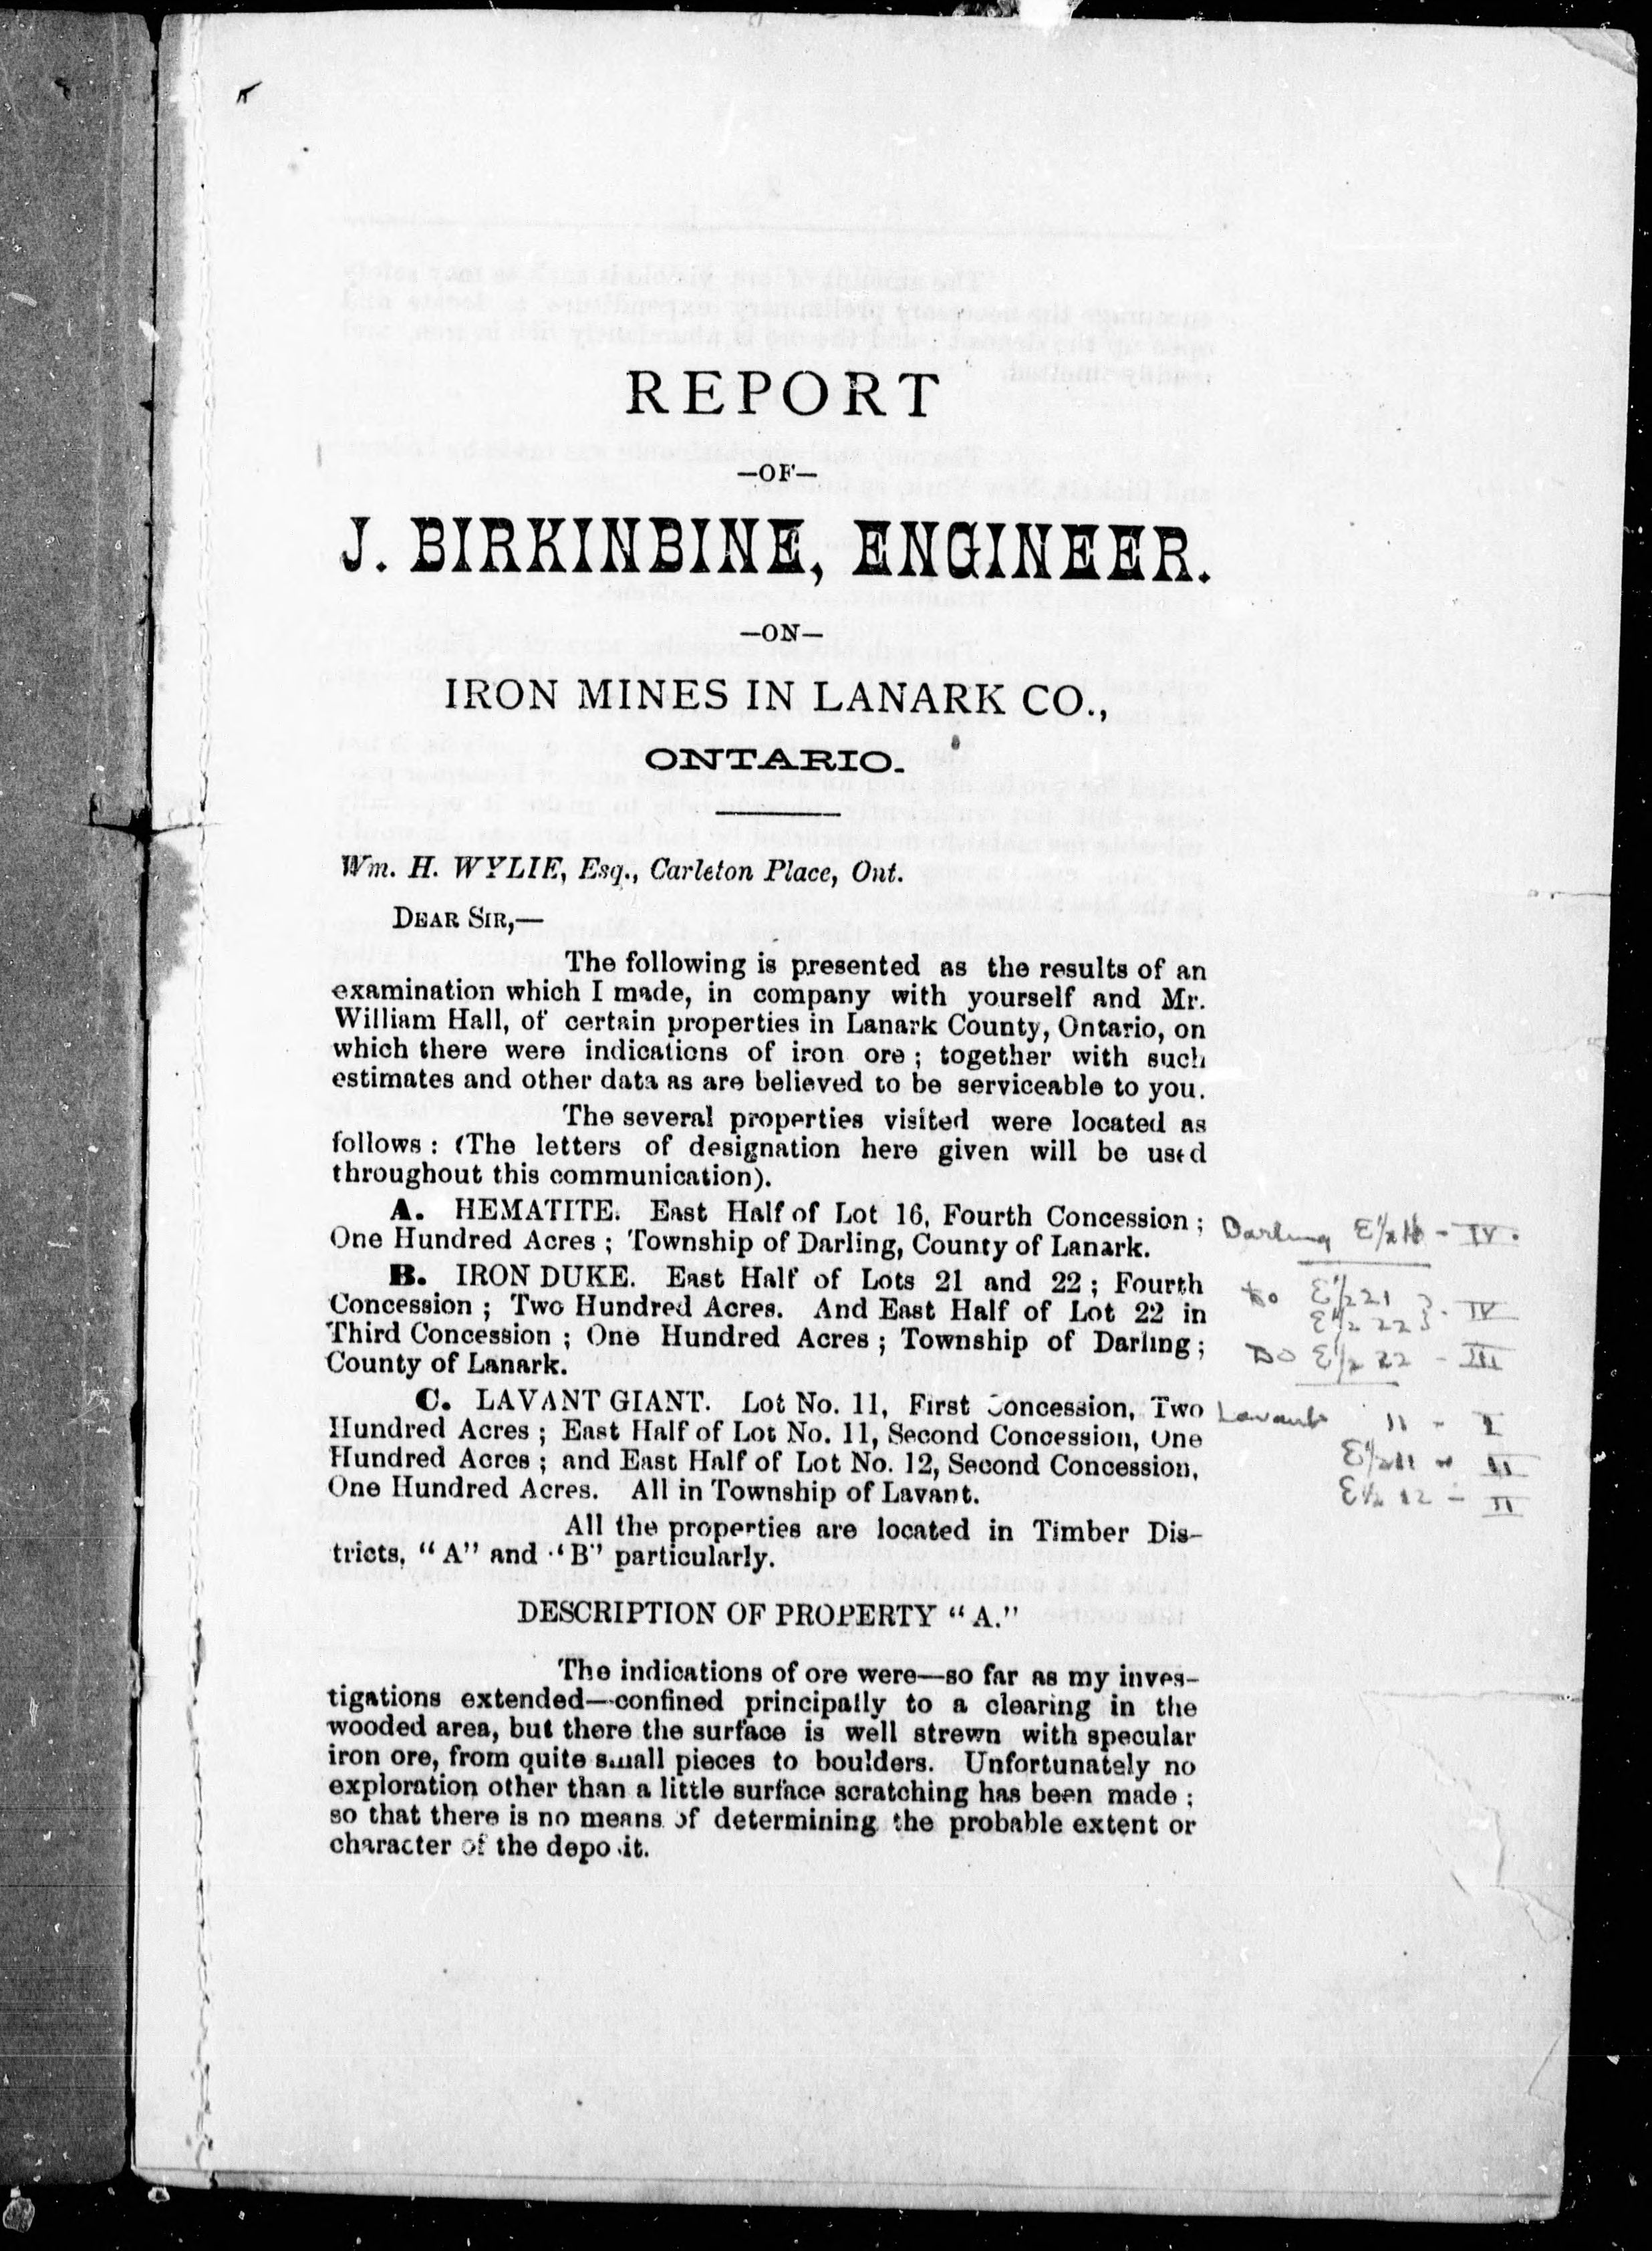 REPORT
—OF—
J. BIRKINBINE, ENGINEER.
—ON—
IRON MINES IN LANARK CO.,
ONTARIO.
Wm. H. WYLIE, Esq., Carleton Place, Ont.
DEAR SIR,—
The following is presented as the results of an
examination which I made, in company with yourself and Mr.
William Hall, of certain properties in Lanark County, Ontario, on
which there were indications of iron ore; together with such
estimates and other data as are believed to be serviceable to you.
The several properties visited were located as
follows: (The letters of designation here given will be used
throughout this communication).
A. HEMATITE. East Half of Lot 16, Fourth Concession; Darling E½ 16 - IV.
One Hundred Acres; Township of Darling, County of Lanark.
B. IRON DUKE. East Half of Lots 21 and 22; Fourth Do E½ 21
Concession; Two Hundred Acres. And East Half of Lot 22 in E½ 22 } - IV
Third Concession; One Hundred Acres; Township of Darling; Do E½ 22 - III
County of Lanark.
C. LAVANT GIANT. Lot No. 11, First Concession, Two Lavant 11 - I
Hundred Acres; East Half of Lot No. 11, Second Concession, One E½ 11 - II
Hundred Acres; and East Half of Lot No. 12, Second Concession, E½ 12 - II
One Hundred Acres. All in Township of Lavant.
All the properties are located in Timber Dis-
tricts, "A" and "B" particularly.
DESCRIPTION OF PROPERTY "A."
The indications of ore were—so far as my inves-
tigations extended—confined principally to a clearing in the
wooded area, but there the surface is well strewn with specular
iron ore, from quite small pieces to boulders. Unfortunately no
exploration other than a little surface scratching has been made;
so that there is no means of determining the probable extent or
character of the deposit.